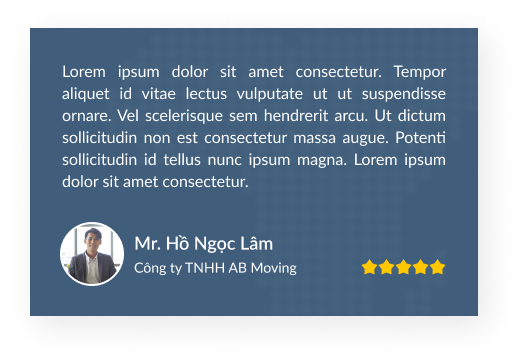 Lorem ipsum dolor sit amet consectetur. Tempor
aliquet id vitae lectus vulputate ut ut suspendisse
ornare. Vel scelerisque sem hendrerit arcu. Ut dictum
sollicitudin non est consectetur massa augue. Potenti
sollicitudin id tellus nunc ipsum magna. Lorem ipsum
dolor sit amet consectetur.
Mr. Hồ Ngọc Lâm
Công ty TNHH AB Moving